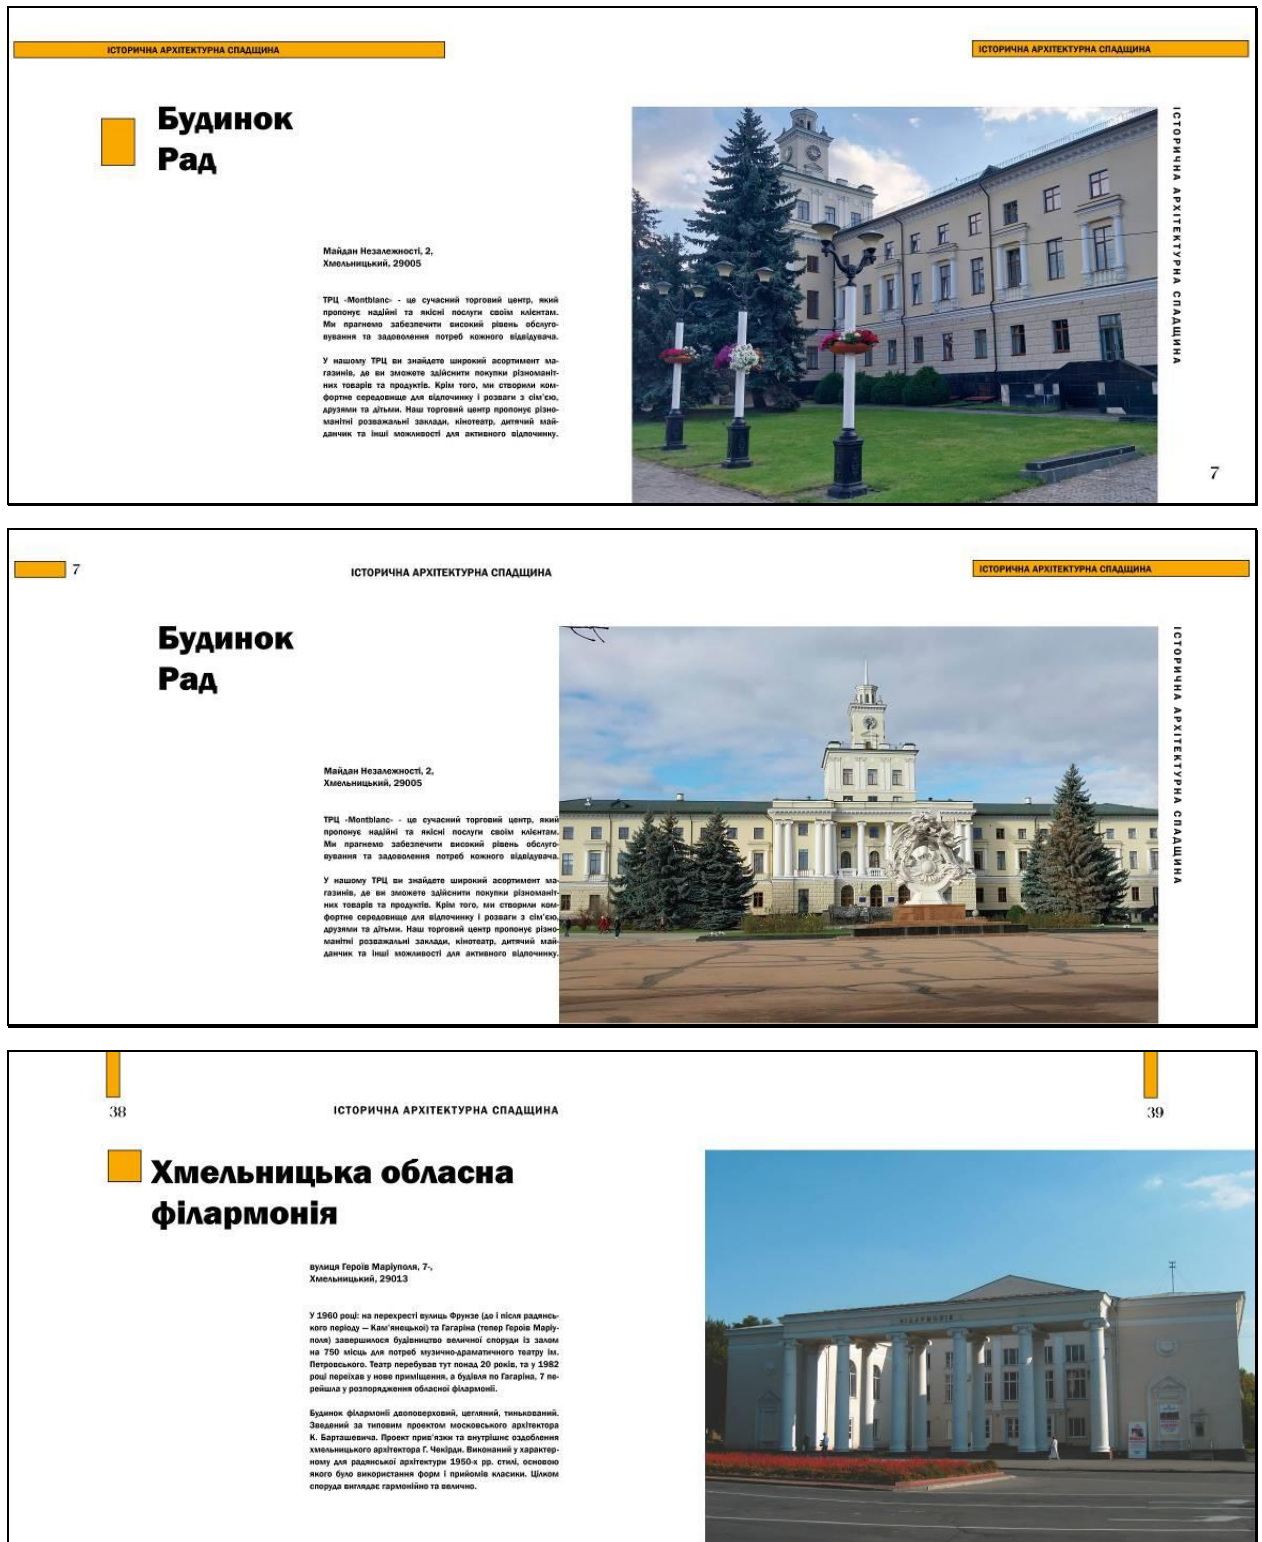 ІСТОРИЧНА АРХІТЕКТУРНА СПАДЩИНА
ІСТОРИЧНА АРХІТЕКТУРНА СПАДЩИНА
Будинок
Рад
Майдан Незалежності, 2,
Хмельницький, 29005
ТРЦ «Montblanc» - це сучасний торговий центр, який
пропонує надійні та якісні послуги своїм клієнтам.
Ми прагнемо забезпечити високий рівень обслуго-
вування та задоволення потреб кожного відвідувача.
У нашому ТРЦ ви знайдете широкий асортимент ма-
газинів, де ви зможете здійснити покупки різноманіт-
них товарів та продуктів. Крім того, ми створили ком-
фортне середовище для відпочинку і розваги з сім'єю,
друзями та дітьми. Наш торговий центр пропонує різно-
манітні розважальні заклади, кінотеатр, дитячий май-
данчик та інші можливості для активного відпочинку.
ІСТОРИЧНА АРХІТЕКТУРНА СПАДЩИНА
7
7
ІСТОРИЧНА АРХІТЕКТУРНА СПАДЩИНА
ІСТОРИЧНА АРХІТЕКТУРНА СПАДЩИНА
Будинок
Рад
Майдан Незалежності, 2,
Хмельницький, 29005
ТРЦ «Montblanc» - це сучасний торговий центр, який
пропонує надійні та якісні послуги своїм клієнтам.
Ми прагнемо забезпечити високий рівень обслуго-
вування та задоволення потреб кожного відвідувача.
У нашому ТРЦ ви знайдете широкий асортимент ма-
газинів, де ви зможете здійснити покупки різноманіт-
них товарів та продуктів. Крім того, ми створили ком-
фортне середовище для відпочинку і розваги з сім'єю,
друзями та дітьми. Наш торговий центр пропонує різно-
манітні розважальні заклади, кінотеатр, дитячий май-
данчик та інші можливості для активного відпочинку.
ІСТОРИЧНА АРХІТЕКТУРНА СПАДЩИНА
38
ІСТОРИЧНА АРХІТЕКТУРНА СПАДЩИНА
39
Хмельницька обласна
філармонія
вулиця Героїв Маріуполя, 7-,
Хмельницький, 29013
У 1960 році: на перехресті вулиць Фрунзе (до і після радянсь-
кого періоду — Кам'янецької) та Гагаріна (тепер Героїв Маріу-
поля) завершилося будівництво величної споруди із залом
на 750 місць для потреб музично-драматичного театру ім.
Петровського. Театр перебував тут понад 20 років, та у 1982
році переїхав у нове приміщення, а будівля по Гагаріна, 7 пе-
рейшла у розпорядження обласної філармонії.
Будинок філармонії двоповерховий, цегляний, тинькований.
Зведений за типовим проектом московського архітектора
К. Барташевича. Проект прив'язки та внутрішнє оздоблення
хмельницького архітектора Г. Чекірди. Виконаний у характер-
ному для радянської архітектури 1950-х рр. стилі, основою
якого було використання форм і прийомів класики. Цілком
споруда виглядає гармонійно та велично.
ФІЛАРМОНІЯ